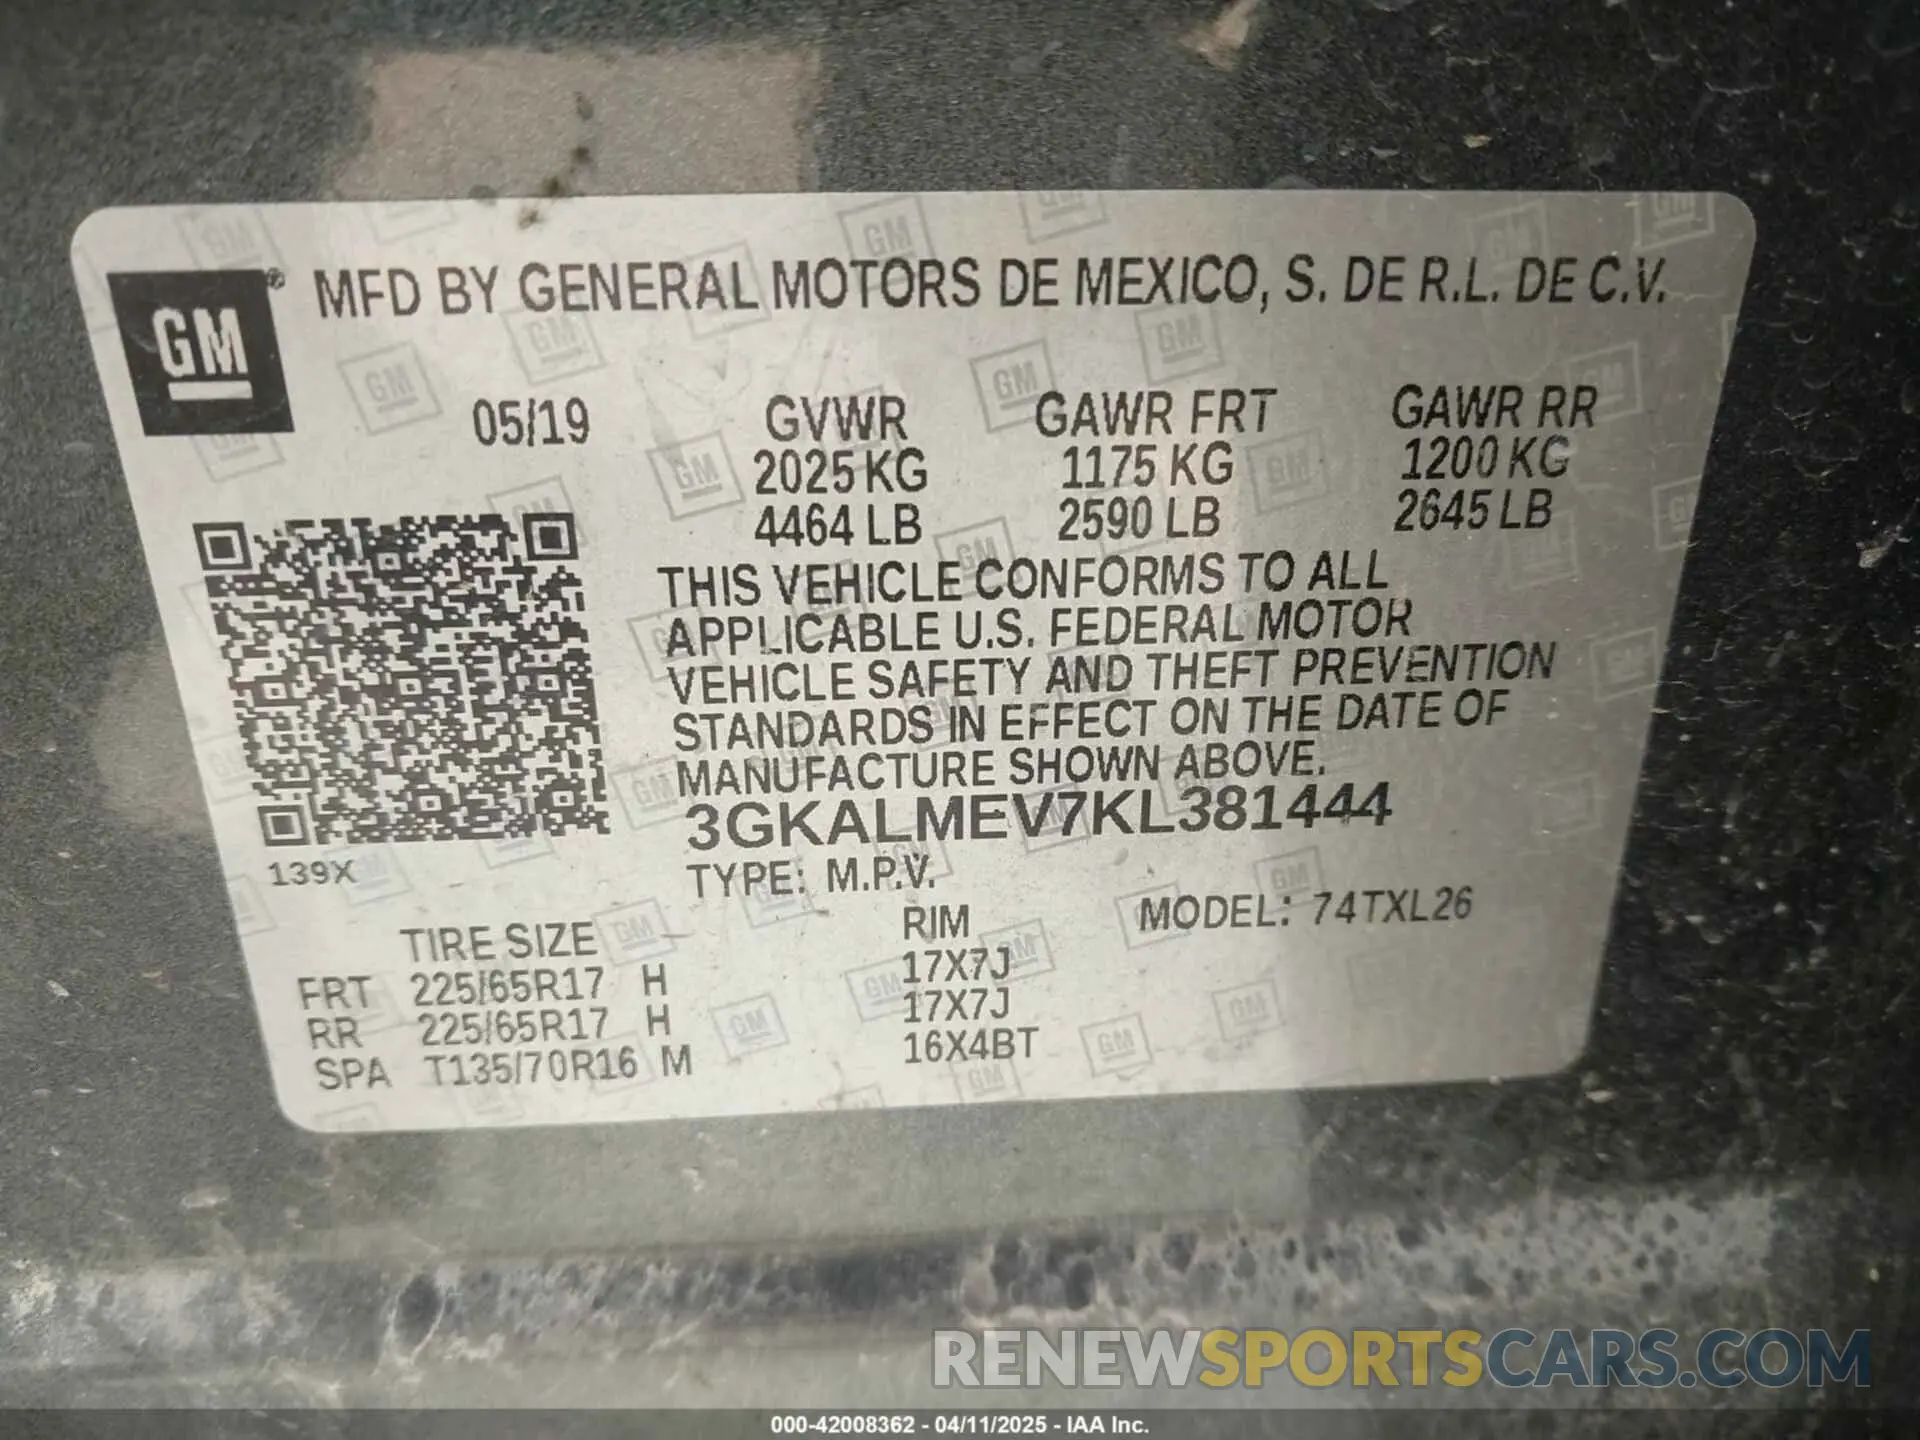 GM® MFD BY GENERAL MOTORS DE MEXICO, S. DE R.L. DE C.V.
05/19 GVWR GAWR FRT GAWR RR
2025 KG 1175 KG 1200 KG
4464 LB 2590 LB 2645 LB
THIS VEHICLE CONFORMS TO ALL
APPLICABLE U.S. FEDERAL MOTOR
VEHICLE SAFETY AND THEFT PREVENTION
STANDARDS IN EFFECT ON THE DATE OF
MANUFACTURE SHOWN ABOVE.
3GKALMEV7KL381444
139X
TYPE: M.P.V.
MODEL: 74TXL26
TIRE SIZE RIM
FRT 225/65R17 H 17X7J
RR 225/65R17 H 17X7J
SPA T135/70R16 M 16X4BT
RENEWSPORTSCARS.COM
000-42008362 - 04/11/2025 - IAA Inc.